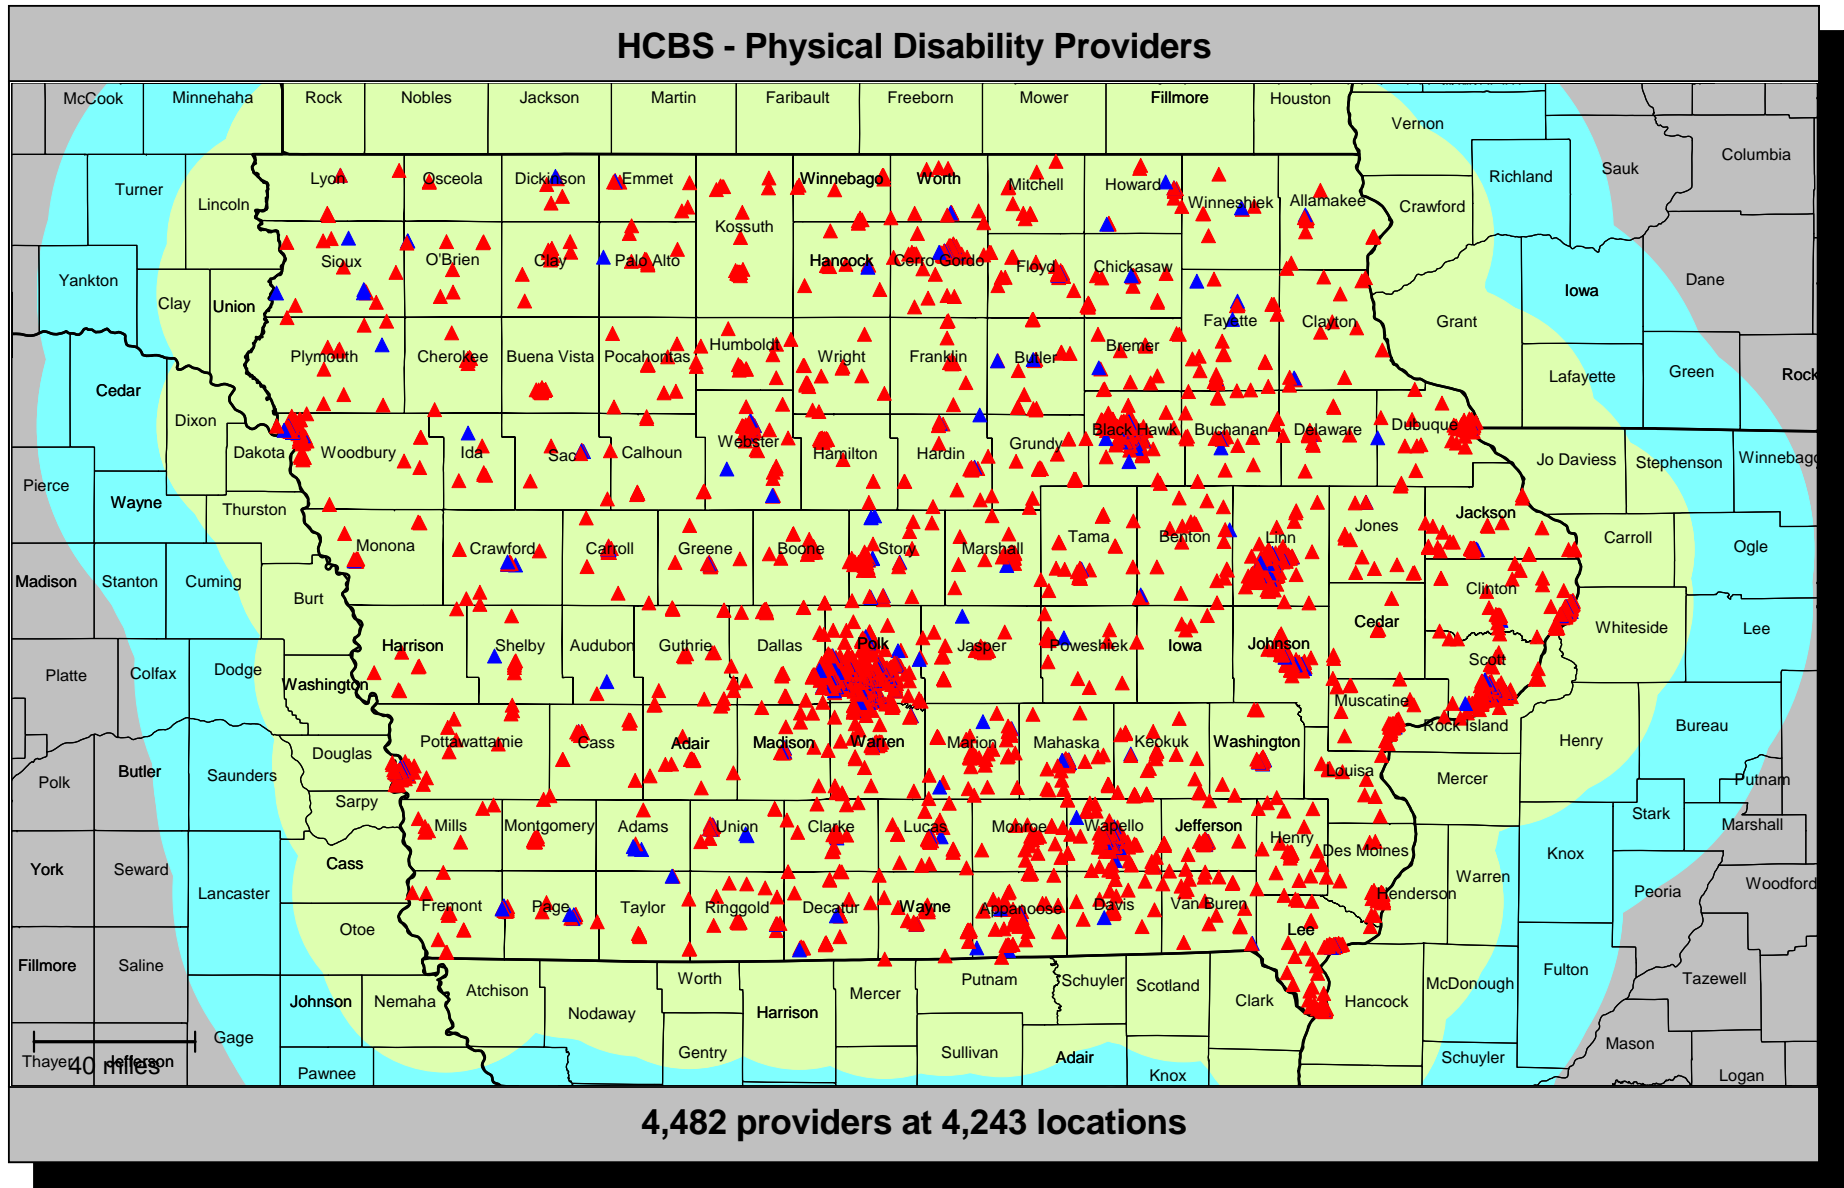 HCBS - Physical Disability Providers
McCook Minnehaha Rock Nobles Jackson Martin Faribault Freeborn Mower Fillmore Houston
Vernon
Sauk Columbia
Turner Lincoln Lyon Osceola Dickinson Emmet Winnebago Worth Mitchell Howard Richland
Kossuth Winneshiek Allamakee Crawford
Yankton Sioux O'Brien Clay Palo Alto Hancock Cerro Gordo Floyd Chickasaw Dane
Clay Union Iowa
Fayette Clayton Grant
Plymouth Cherokee Buena Vista Pocahontas Humboldt Wright Franklin Butler Bremer
Cedar Lafayette Green Rock
Dixon Black Hawk Buchanan Delaware Dubuque
Dakota Woodbury Ida Sac Calhoun Webster Hamilton Hardin Grundy Jo Daviess Stephenson Winnebago
Pierce Wayne Thurston Jackson
Monona Crawford Carroll Greene Boone Story Marshall Tama Benton Linn Jones Carroll Ogle
Madison Stanton Cuming Burt Clinton
Harrison Shelby Audubon Guthrie Dallas Polk Jasper Poweshiek Iowa Johnson Cedar Whiteside Lee
Platte Colfax Dodge Washington Scott
Muscatine Rock Island Bureau
Douglas Pottawattamie Cass Adair Madison Warren Marion Mahaska Keokuk Washington Henry
Polk Butler Saunders Louisa Mercer Putnam
Sarpy Mills Montgomery Adams Union Clarke Lucas Monroe Wapello Jefferson Henry Stark Marshall
York Seward Cass Des Moines Knox
Lancaster Fremont Page Taylor Ringgold Decatur Wayne Appanoose Davis Van Buren Henderson Warren Peoria Woodford
Otoe Lee
Fillmore Saline Johnson Nemaha Atchison Nodaway Worth Harrison Mercer Putnam Schuyler Scotland Clark Hancock McDonough Fulton Tazewell
Gage Gentry Sullivan Adair Schuyler Mason
Thayer Jefferson
40 miles
Pawnee Knox Logan
4,482 providers at 4,243 locations